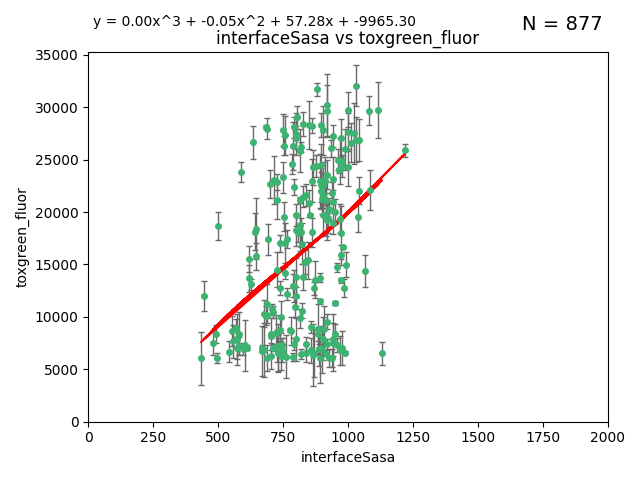 y = 0.00x^3 + -0.05x^2 + 57.28x + -9965.30
N = 877
interfaceSasa vs toxgreen_fluor
35000
30000
25000
20000
15000
10000
5000
0
toxgreen_fluor
0 250 500 750 1000 1250 1500 1750 2000
interfaceSasa